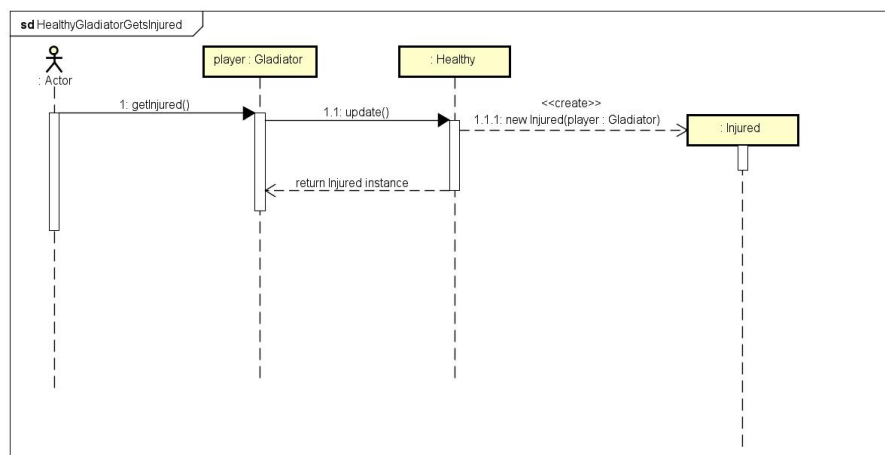 sd HealthyGladiatorGetsInjured
: Actor
player : Gladiator
: Healthy
1: getInjured()
1.1: update()
<<create>>
1.1.1: new Injured(player : Gladiator)
: Injured
return Injured instance